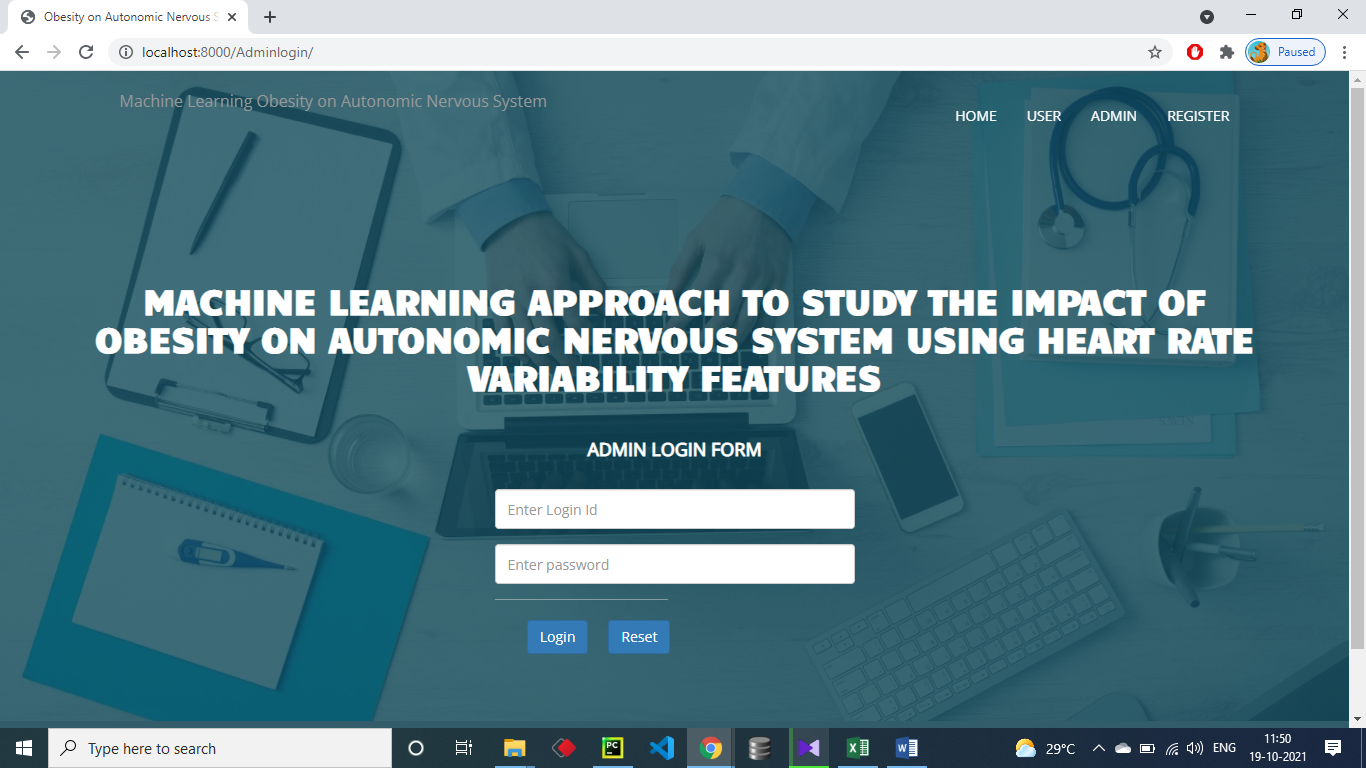 Obesity on Autonomic Nervous S
localhost:8000/Adminlogin/
Paused
Machine Learning Obesity on Autonomic Nervous System
HOME USER ADMIN REGISTER
MACHINE LEARNING APPROACH TO STUDY THE IMPACT OF
OBESITY ON AUTONOMIC NERVOUS SYSTEM USING HEART RATE
VARIABILITY FEATURES
ADMIN LOGIN FORM
Enter Login Id
Enter password
Login Reset
Type here to search
PC
29°C
ENG
11:50
19-10-2021